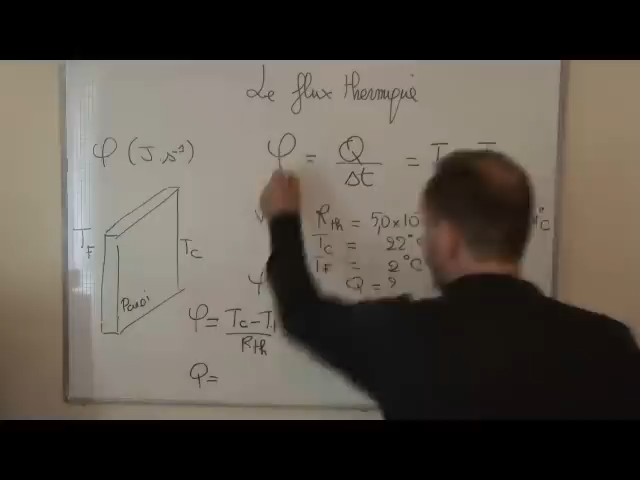 Le flux thermique
φ (J.s⁻¹)
φ = Q/Δt = T
Rth = 5,0×10
TF
TC
Tc = 22°
°C
TF = 2°C
Paroi
φ
Q = ?
φ = Tc − T/Rth
Q =